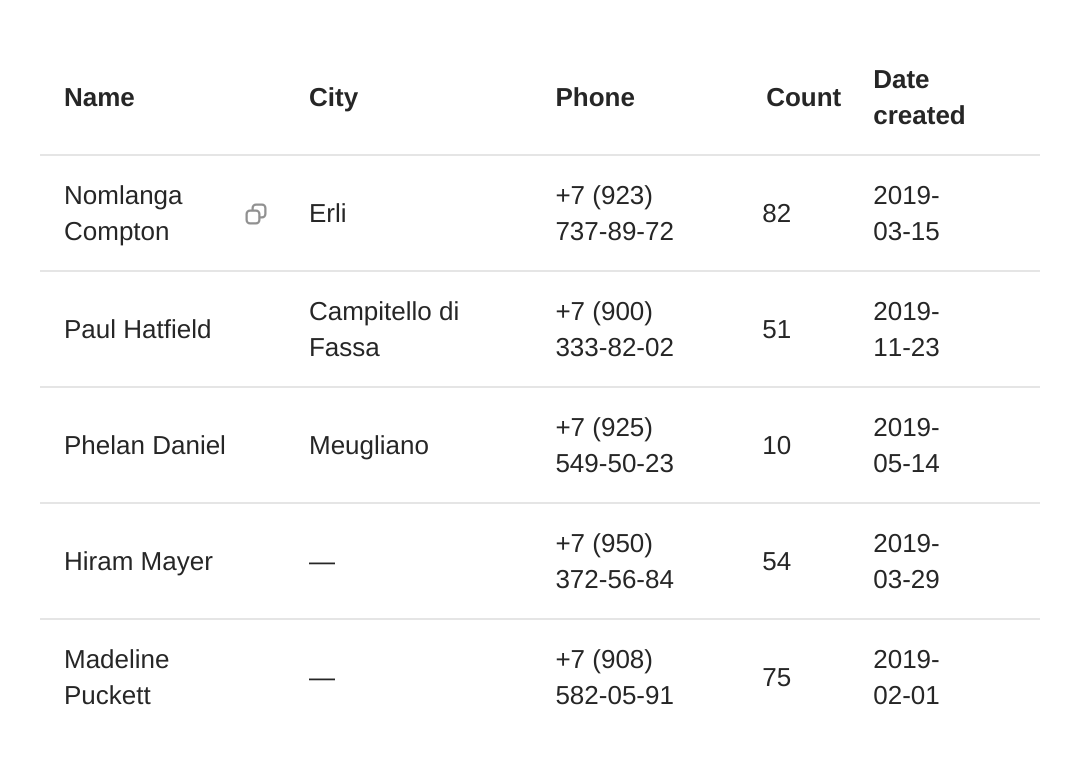 Name City Phone Count Date
created
Nomlanga
Compton Erli +7 (923)
737-89-72 82 2019-
03-15
Paul Hatfield Campitello di
Fassa +7 (900)
333-82-02 51 2019-
11-23
Phelan Daniel Meugliano +7 (925)
549-50-23 10 2019-
05-14
Hiram Mayer — +7 (950)
372-56-84 54 2019-
03-29
Madeline
Puckett — +7 (908)
582-05-91 75 2019-
02-01